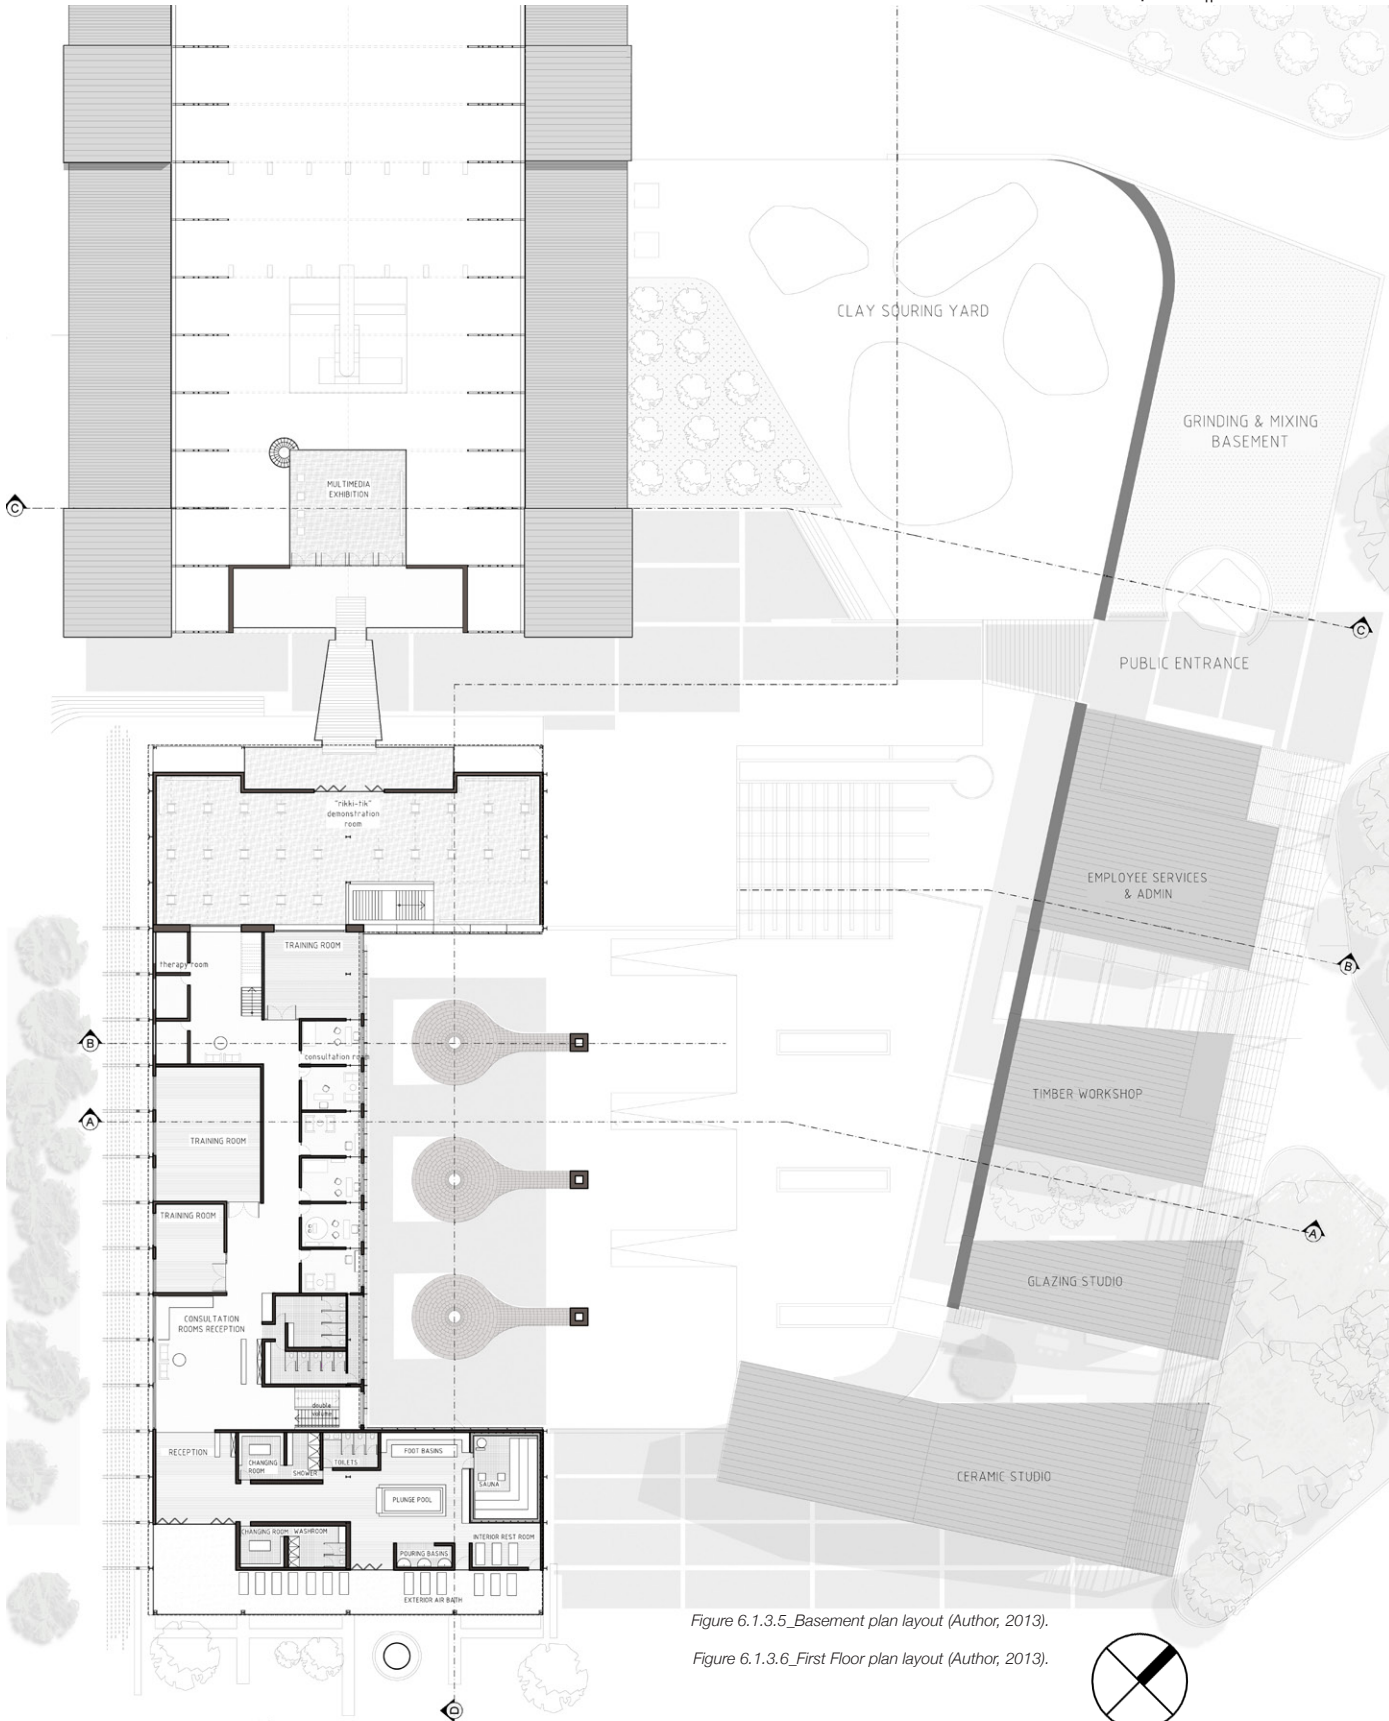 CLAY SOURING YARD
GRINDING & MIXING
BASEMENT
MULTIMEDIA
EXHIBITION
C
C
PUBLIC ENTRANCE
"rikki-tik"
demonstration
room
EMPLOYEE SERVICES
& ADMIN
TRAINING ROOM
therapy room
B
B
consultation room
TIMBER WORKSHOP
A
TRAINING ROOM
TRAINING ROOM
A
GLAZING STUDIO
CONSULTATION
ROOMS RECEPTION
double
volume
RECEPTION
CHANGING
ROOM
SHOWER
TOILETS
FOOT BASINS
SAUNA
CERAMIC STUDIO
PLUNGE POOL
CHANGING ROOM
WASHROOM
POURING BASINS
INTERIOR REST ROOM
EXTERIOR AIR BATH
Figure 6.1.3.5_Basement plan layout (Author, 2013).
Figure 6.1.3.6_First Floor plan layout (Author, 2013).
D